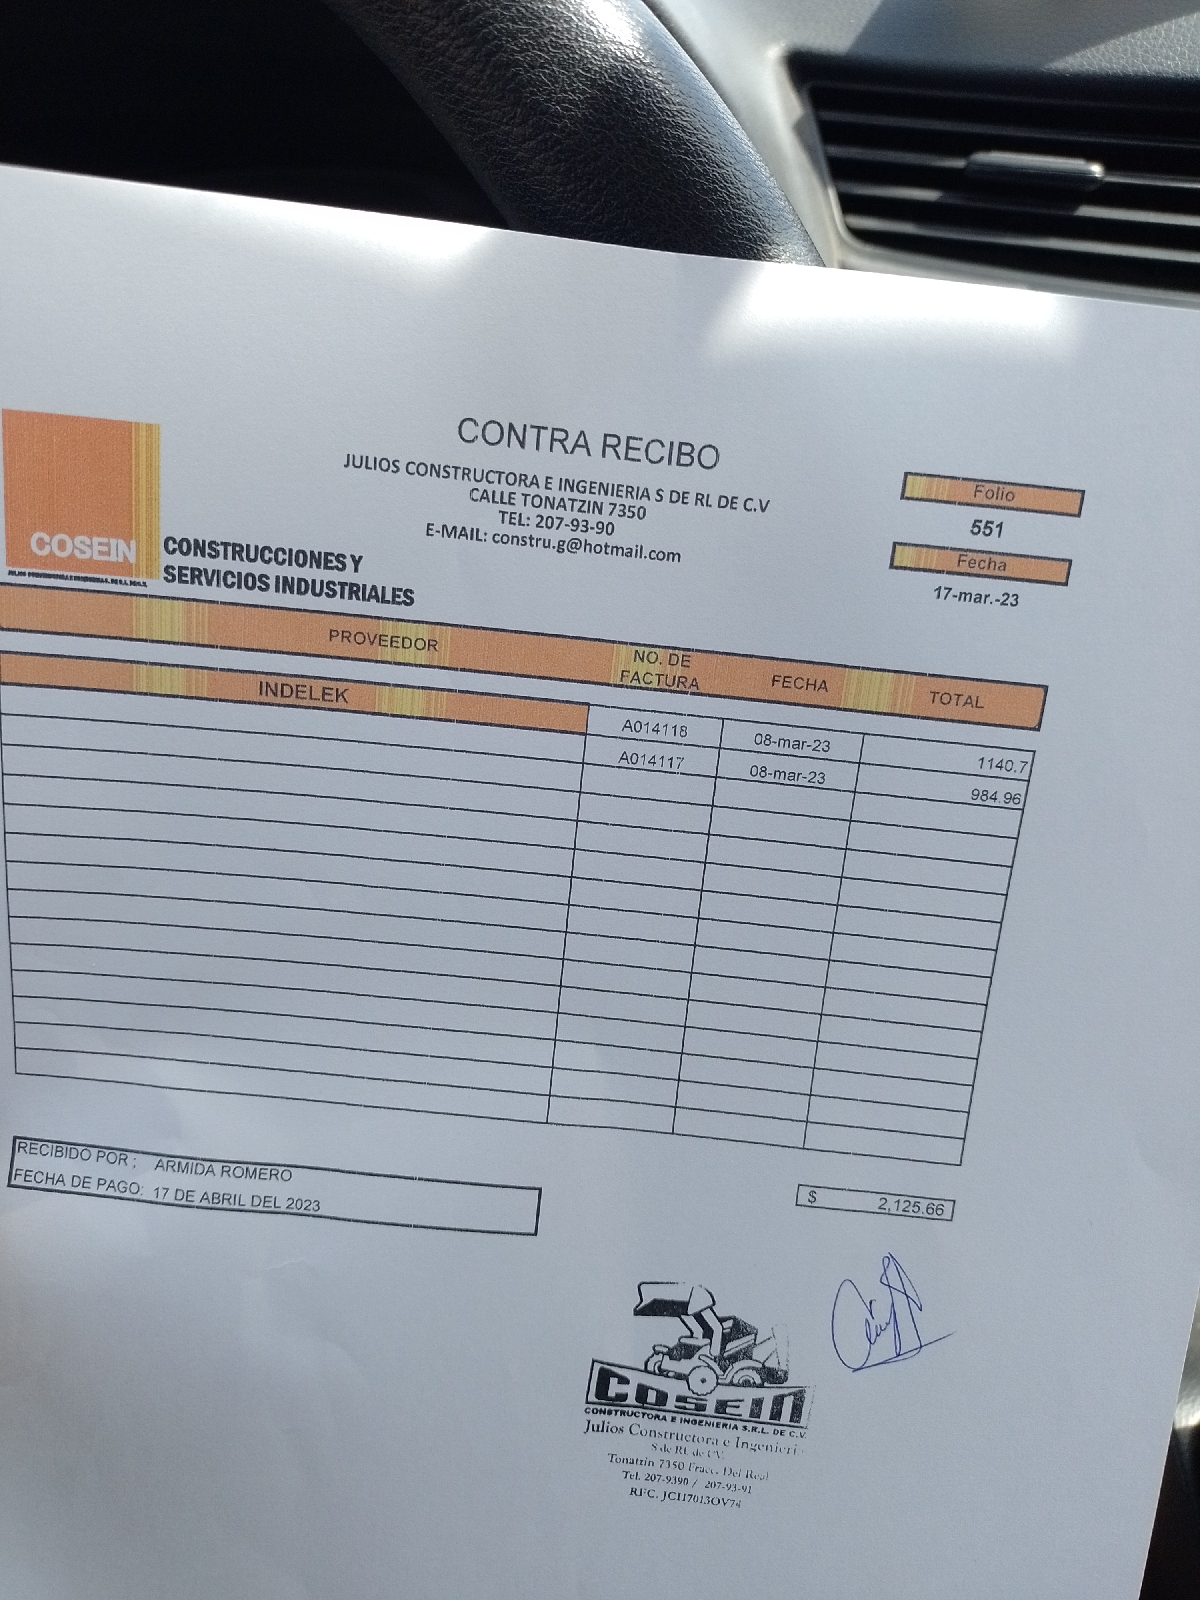 CONTRA RECIBO
JULIOS CONSTRUCTORA E INGENIERIA S DE RL DE C.V
CALLE TONATZIN 7350
TEL: 207-93-90
E-MAIL: constru.g@hotmail.com
Folio
551
Fecha
17-mar.-23
COSEIN
CONSTRUCCIONES Y
SERVICIOS INDUSTRIALES
PROVEEDOR NO. DE FACTURA FECHA TOTAL
INDELEK
A014118 08-mar-23 1140.7
A014117 08-mar-23 984.96
RECIBIDO POR ; ARMIDA ROMERO
FECHA DE PAGO: 17 DE ABRIL DEL 2023
$ 2,125.66
COSEIN
CONSTRUCTORA E INGENIERIA S.R.L. DE C.V.
Julios Constructora e Ingenieri
S de RL de CV.
Tonatzin 7350 Fracc. Del Real
Tel. 207-9390 / 207-93-91
RFC. JCI17013OV74